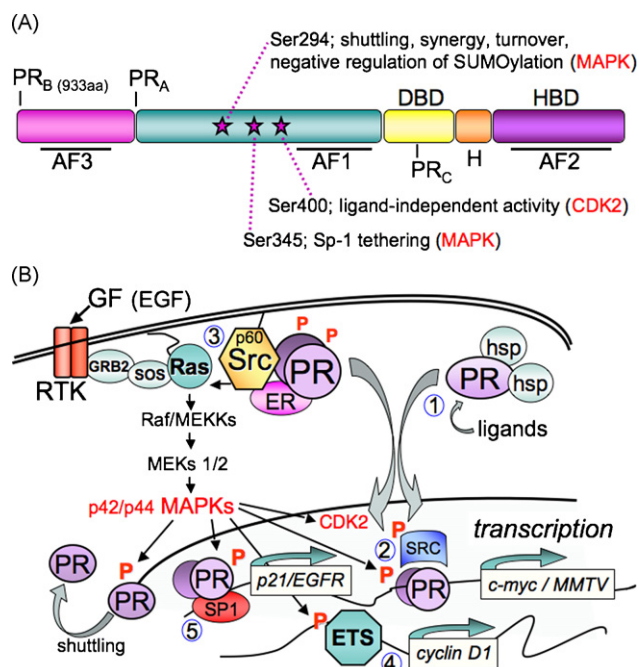 (A)
Ser294; shuttling, synergy, turnover,
negative regulation of SUMOylation (MAPK)
PRB (933aa)
PRA
DBD
HBD
AF3
AF1
PRC
H
AF2
Ser400; ligand-independent activity (CDK2)
Ser345; Sp-1 tethering (MAPK)
(B)
GF (EGF)
RTK
GRB2
SOS
Ras
3
p60
Src
P
P
PR
ER
hsp
PR
hsp
1
ligands
Raf/MEKKs
MEKs 1/2
p42/p44 MAPKs
CDK2
P
transcription
2
SRC
P
PR
c-myc / MMTV
PR
P
PR
shuttling
P
PR
SP1
5
p21/EGFR
P
ETS
4
cyclin D1